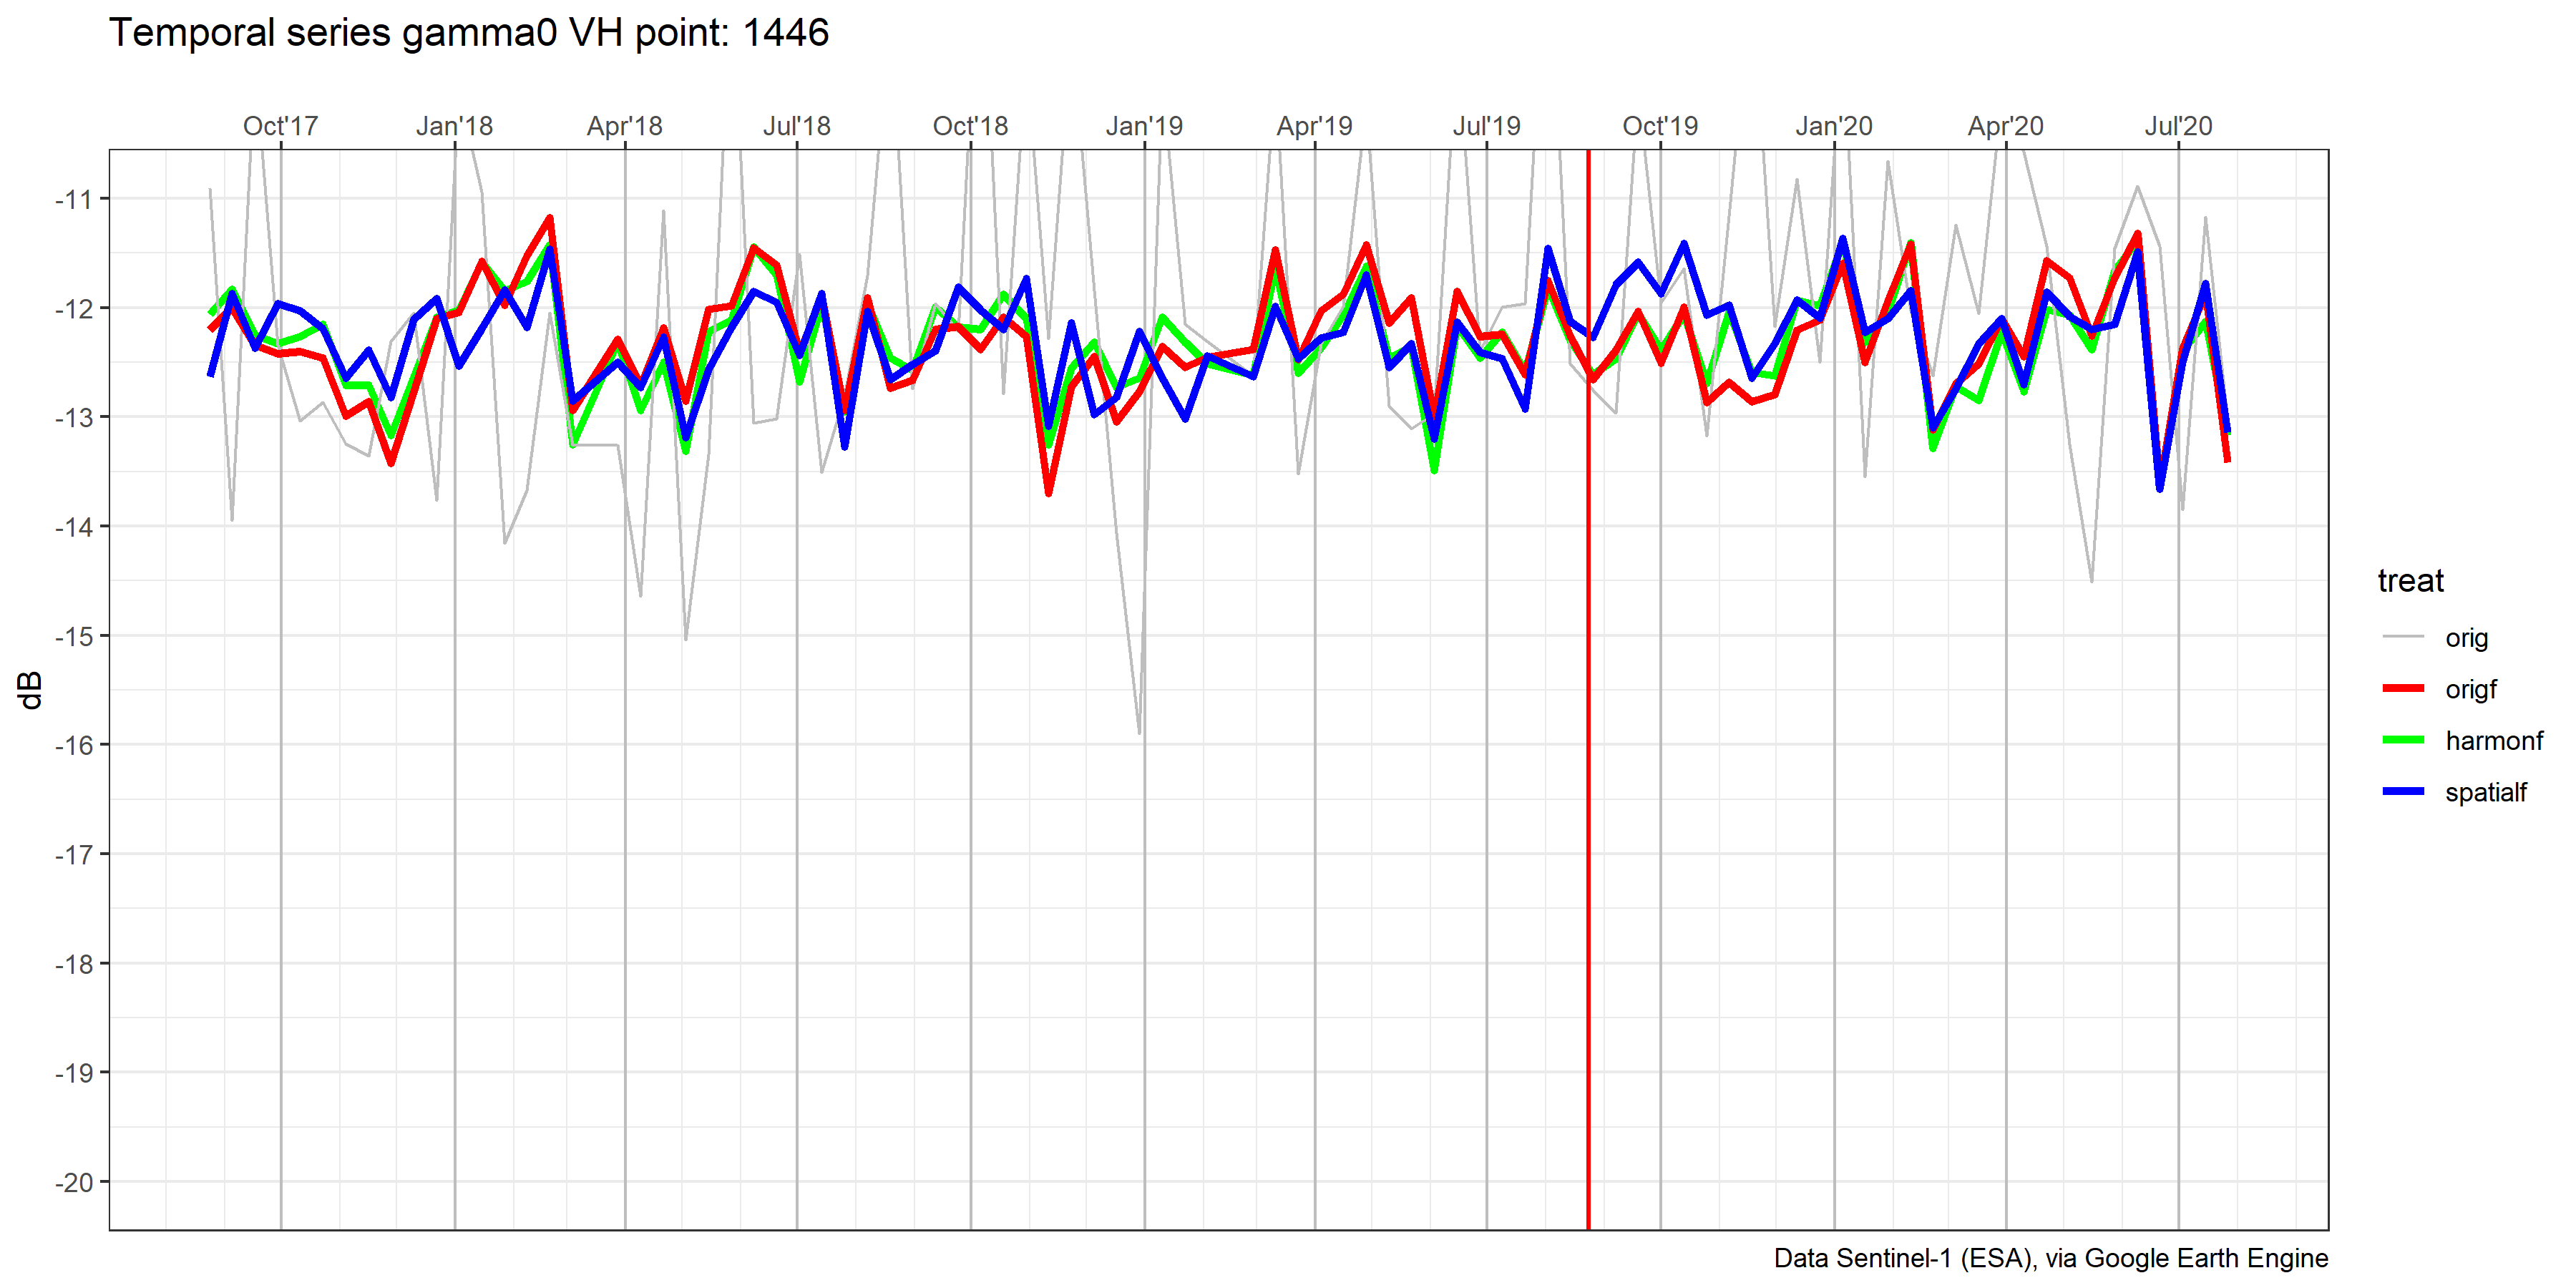 Temporal series gamma0 VH point: 1446
Oct'17 Jan'18 Apr'18 Jul'18 Oct'18 Jan'19 Apr'19 Jul'19 Oct'19 Jan'20 Apr'20 Jul'20
-11
-12
-13
-14
-15
-16
-17
-18
-19
-20
dB
treat
orig
origf
harmonf
spatialf
Data Sentinel-1 (ESA), via Google Earth Engine